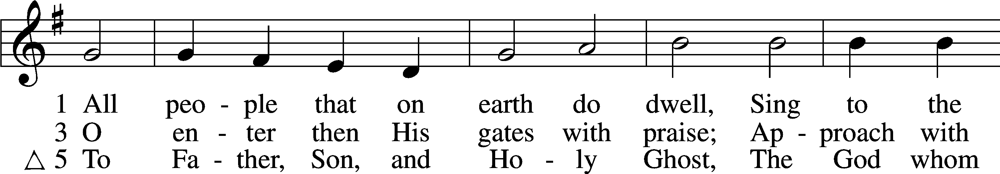 1 All peo - ple that on earth do dwell, Sing to the
3 O en - ter then His gates with praise; Ap - proach with
△ 5 To Fa - ther, Son, and Ho - ly Ghost, The God whom